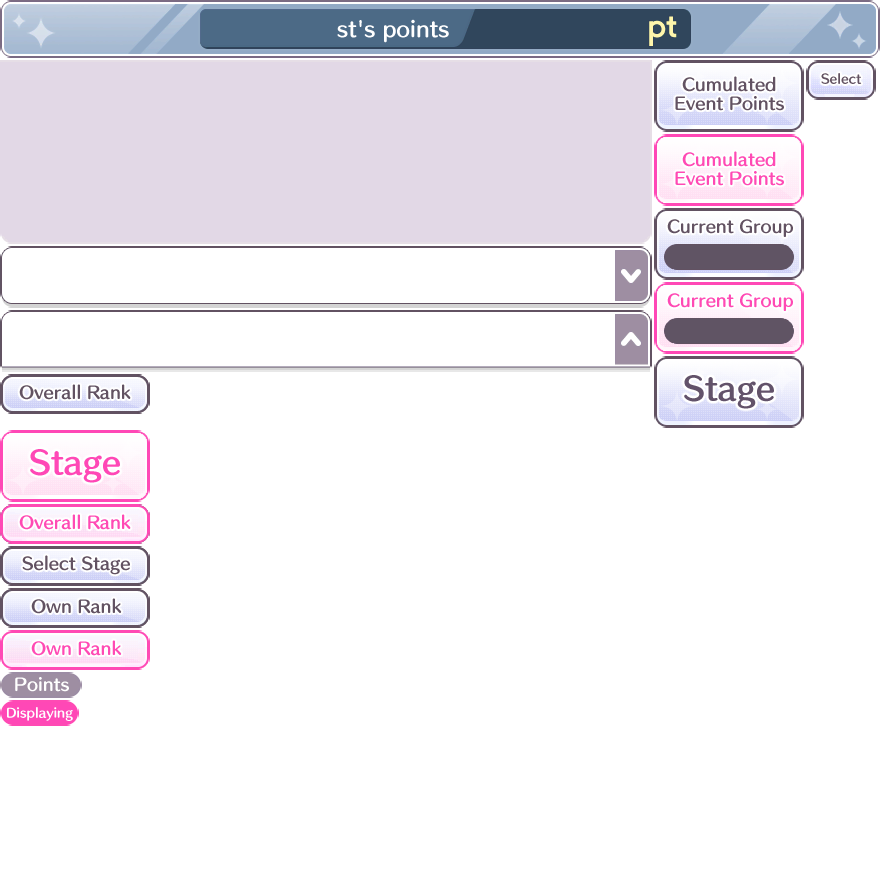 st's points
pt
Cumulated
Event Points
Select
Cumulated
Event Points
Current Group
Current Group
Stage
Overall Rank
Stage
Overall Rank
Select Stage
Own Rank
Own Rank
Points
Displaying